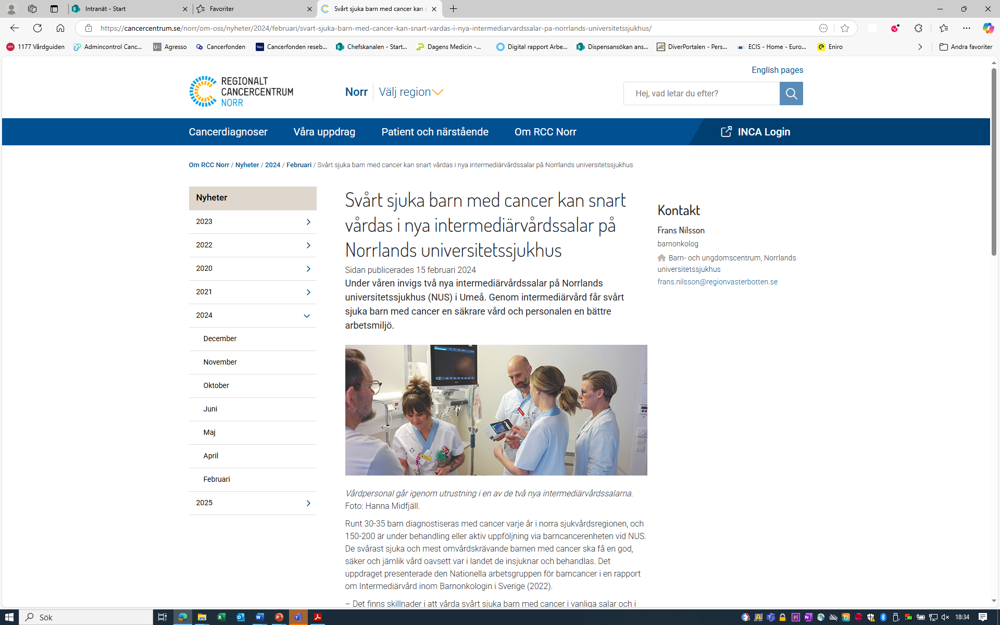 Intranät - Start
Favoriter
Svårt sjuka barn med cancer kan s
https://cancercentrum.se/norr/om-oss/nyheter/2024/februari/svart-sjuka-barn-med-cancer-kan-snart-vardas-i-nya-intermediarvardssalar-pa-norrlands-universitetssjukhus/
1177 Vårdguiden
Admincontrol Canc...
Agresso
Cancerfonden
Cancerfonden reseb...
Chefskanalen - Start...
Dagens Medicin -...
Digital rapport Arbe...
Dispensansökan ans...
DiverPortalen - Pers...
ECIS - Home - Euro...
Eniro
Andra favoriter
English pages
REGIONALT
CANCERCENTRUM
NORR
Norr
Välj region
Hej, vad letar du efter?
Cancerdiagnoser
Våra uppdrag
Patient och närstående
Om RCC Norr
INCA Login
Om RCC Norr / Nyheter / 2024 / Februari / Svårt sjuka barn med cancer kan snart vårdas i nya intermediärvårdssalar på Norrlands universitetssjukhus
Nyheter
2023
2022
2020
2021
2024
December
November
Oktober
Juni
Maj
April
Februari
2025
Svårt sjuka barn med cancer kan snart
vårdas i nya intermediärvårdssalar på
Norrlands universitetssjukhus
Sidan publicerades 15 februari 2024
Under våren invigs två nya intermediärvårdssalar på Norrlands
universitetssjukhus (NUS) i Umeå. Genom intermediärvård får svårt
sjuka barn med cancer en säkrare vård och personalen en bättre
arbetsmiljö.
Vårdpersonal går igenom utrustning i en av de två nya intermediärvårdssalarna.
Foto: Hanna Midfjäll.
Runt 30-35 barn diagnostiseras med cancer varje år i norra sjukvårdsregionen, och
150-200 är under behandling eller aktiv uppföljning via barncancerenheten vid NUS.
De svårast sjuka och mest omvårdskrävande barnen med cancer ska få en god,
säker och jämlik vård oavsett var i landet de insjuknar och behandlas. Det
uppdraget presenterade den Nationella arbetsgruppen för barncancer i en rapport
om Intermediärvård inom Barnonkologin i Sverige (2022).
– Det finns skillnader i att vårda svårt sjuka barn med cancer i vanliga salar och i
Kontakt
Frans Nilsson
barnonkolog
Barn- och ungdomscentrum, Norrlands
universitetssjukhus
frans.nilsson@regionvasterbotten.se
Sök
18:34